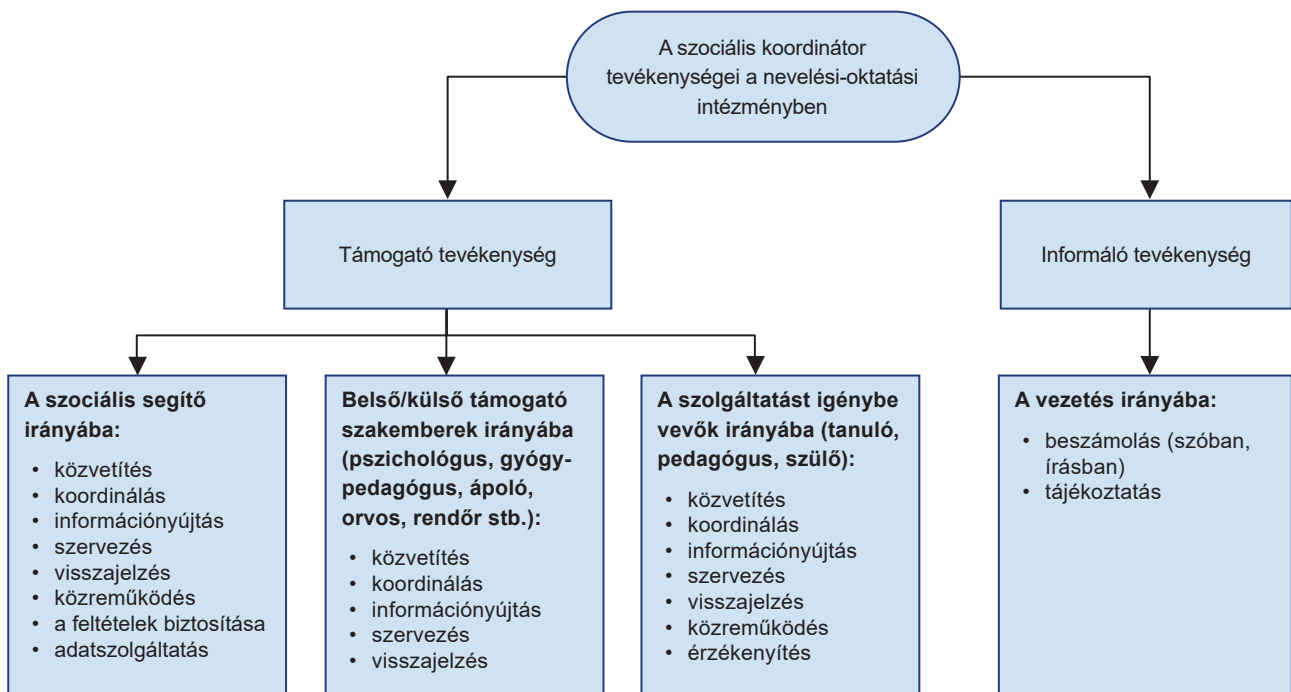 A szociális koordinátor
tevékenységei a nevelési-oktatási
intézményben
Támogató tevékenység
Informáló tevékenység
A szociális segítő
irányába:
• közvetítés
• koordinálás
• információnyújtás
• szervezés
• visszajelzés
• közreműködés
• a feltételek biztosítása
• adatszolgáltatás
Belső/külső támogató
szakemberek irányába
(pszichológus, gyógy-
pedagógus, ápoló,
orvos, rendőr stb.):
• közvetítés
• koordinálás
• információnyújtás
• szervezés
• visszajelzés
A szolgáltatást igénybe
vevők irányába (tanuló,
pedagógus, szülő):
• közvetítés
• koordinálás
• információnyújtás
• szervezés
• visszajelzés
• közreműködés
• érzékenyítés
A vezetés irányába:
• beszámolás (szóban,
írásban)
• tájékoztatás